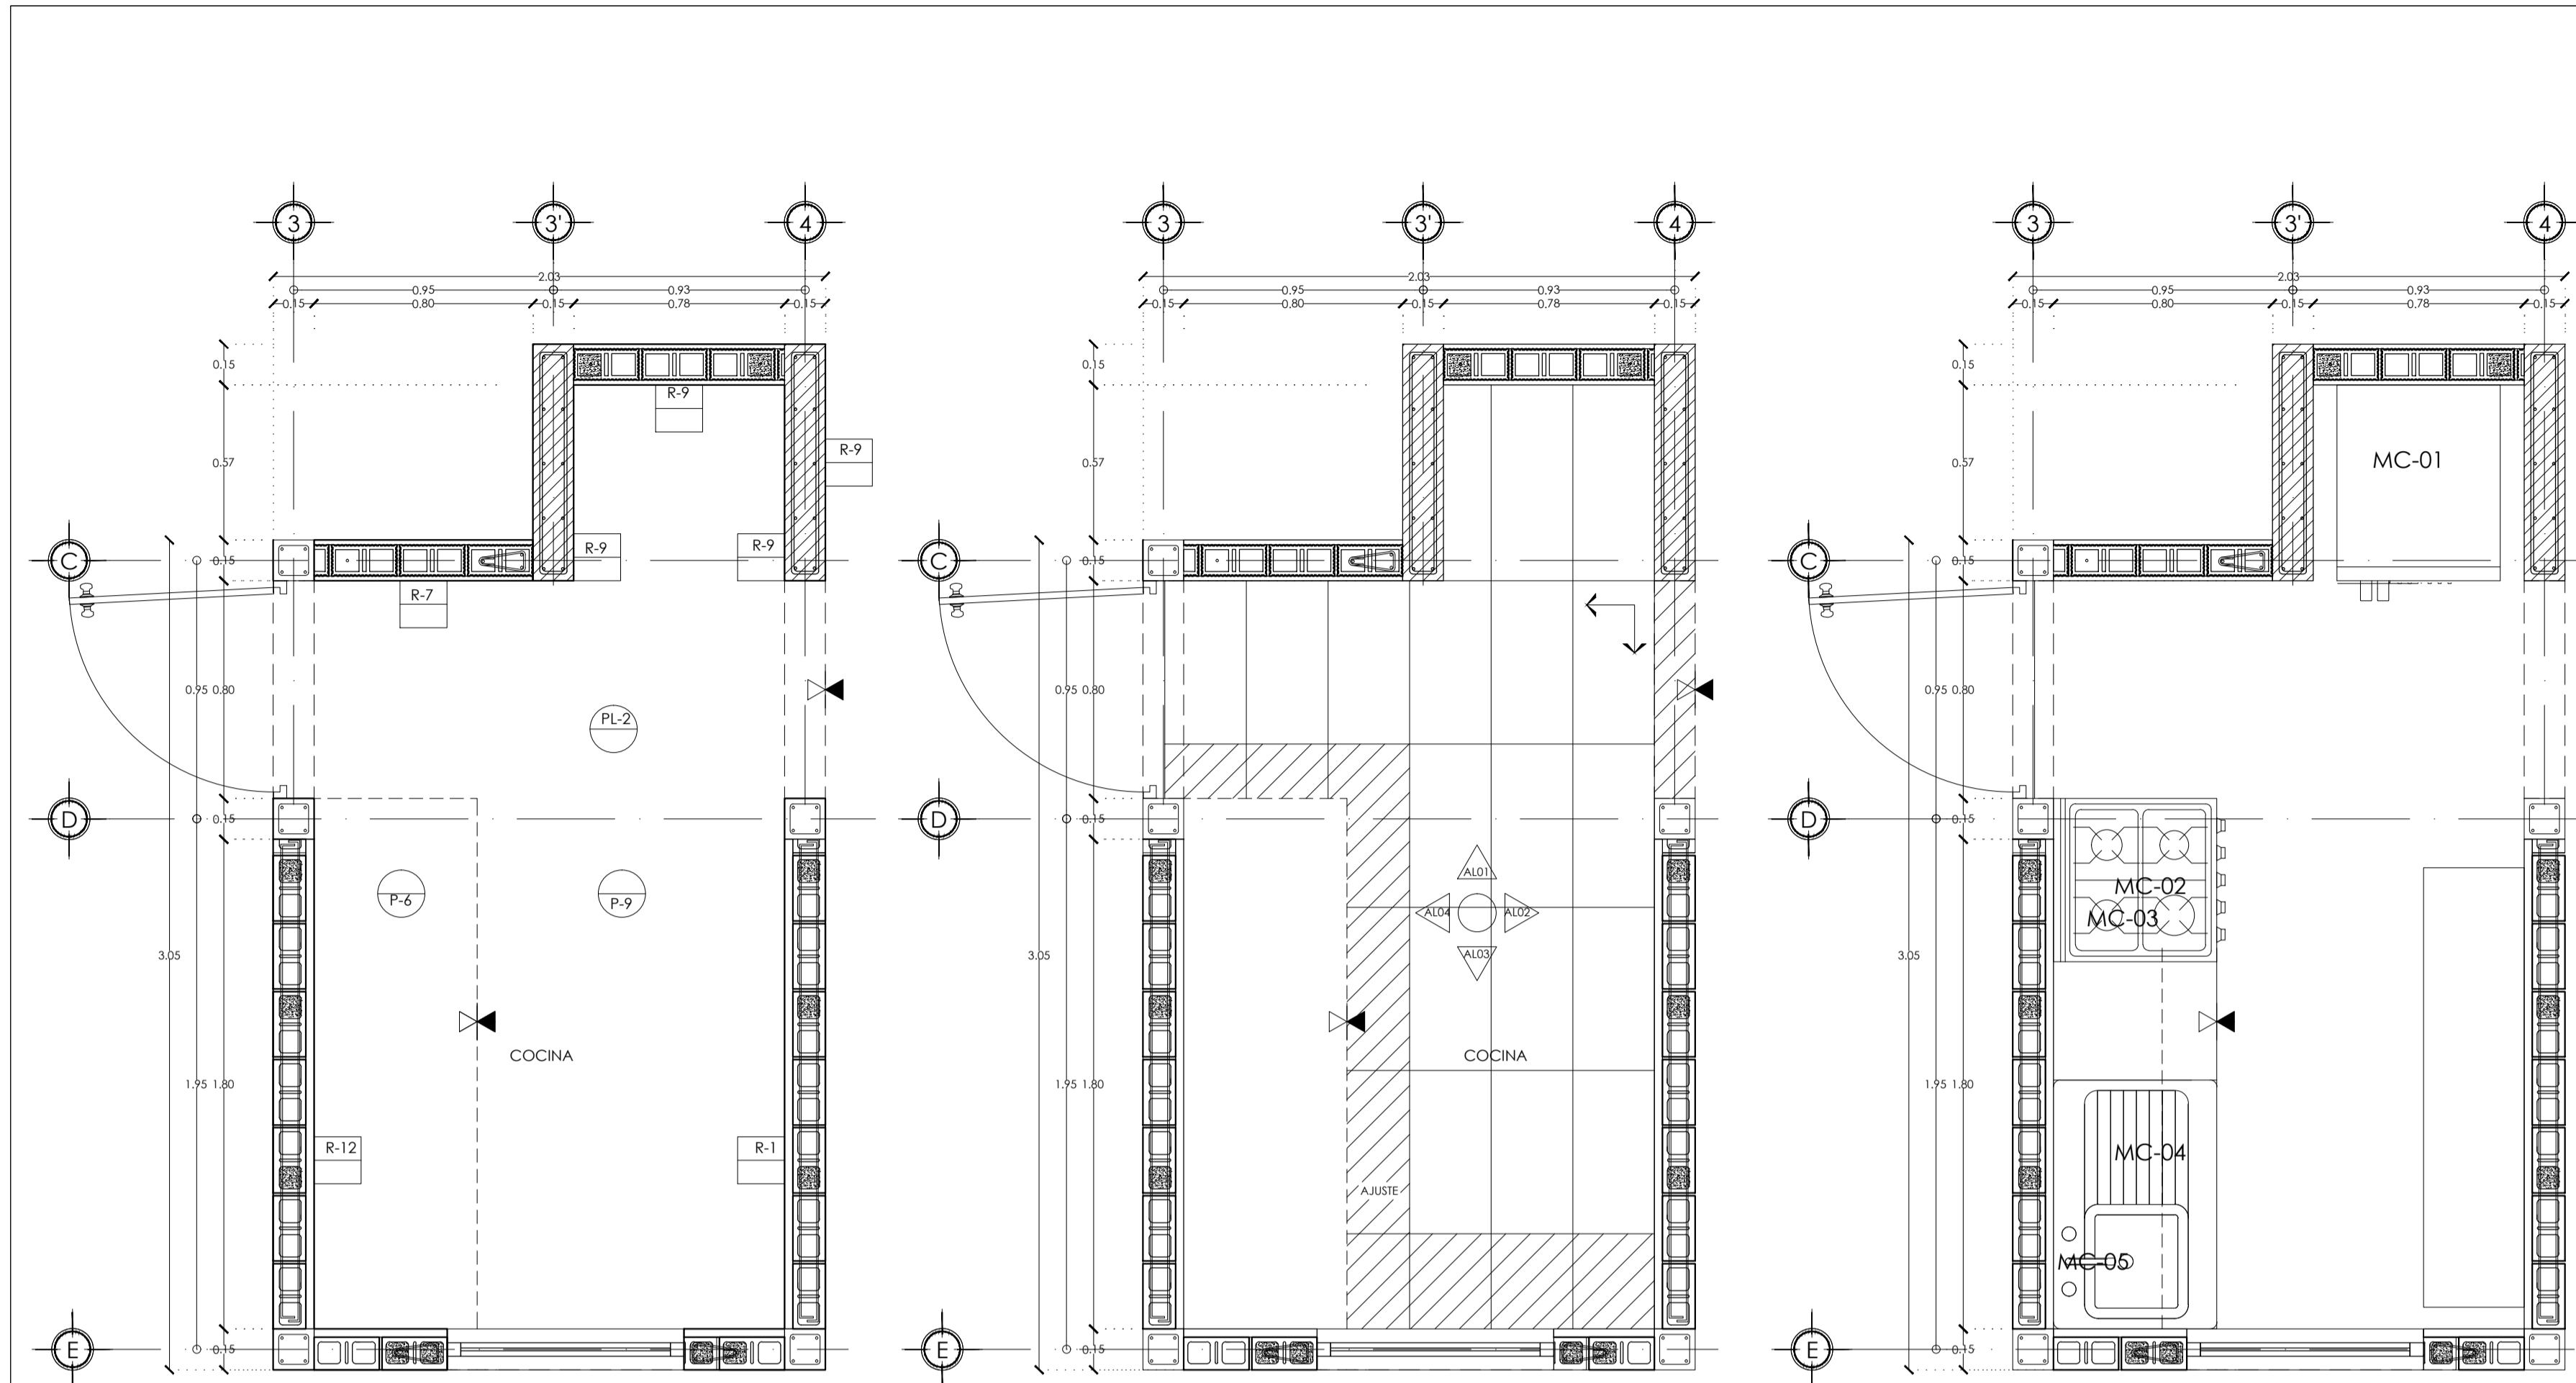 3 3' 4
2.03
0.95 0.93
0.15 0.80 0.15 0.78 0.15
0.15
R-9
R-9
0.57
R-9 R-9
C
0.15
R-7
0.95 0.80
PL-2
D
0.15
P-6 P-9
3.05
COCINA
1.95 1.80
R-12 R-1
E
0.15
3 3' 4
2.03
0.95 0.93
0.15 0.80 0.15 0.78 0.15
0.15
0.57
C
0.15
0.95 0.80
D
0.15
AL01
AL04 AL02
AL03
3.05
COCINA
1.95 1.80
AJUSTE
E
0.15
3 3' 4
2.03
0.95 0.93
0.15 0.80 0.15 0.78 0.15
0.15
MC-01
0.57
C
0.15
0.95 0.80
D
0.15
MC-02
MC-03
3.05
1.95 1.80
MC-04
MC-05
E
0.15